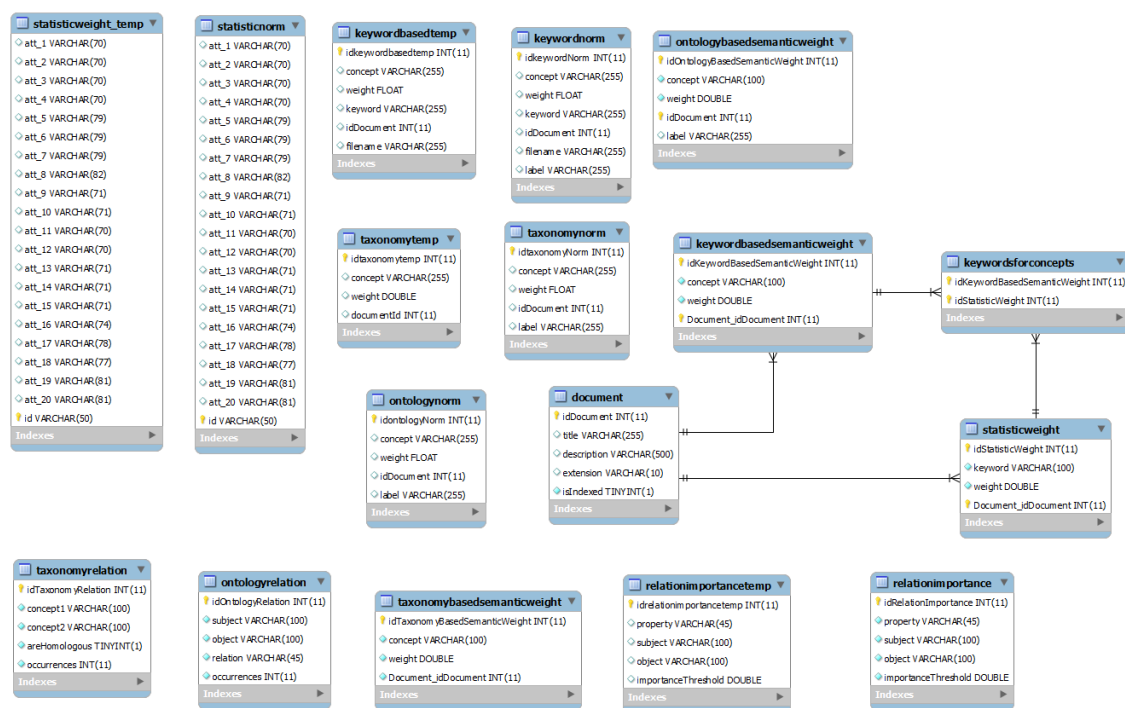 statisticweight_temp
att_1 VARCHAR(70)
att_2 VARCHAR(70)
att_3 VARCHAR(70)
att_4 VARCHAR(70)
att_5 VARCHAR(79)
att_6 VARCHAR(79)
att_7 VARCHAR(79)
att_8 VARCHAR(82)
att_9 VARCHAR(71)
att_10 VARCHAR(71)
att_11 VARCHAR(70)
att_12 VARCHAR(70)
att_13 VARCHAR(71)
att_14 VARCHAR(71)
att_15 VARCHAR(71)
att_16 VARCHAR(74)
att_17 VARCHAR(78)
att_18 VARCHAR(77)
att_19 VARCHAR(81)
att_20 VARCHAR(81)
id VARCHAR(50)
Indexes
statisticnorm
att_1 VARCHAR(70)
att_2 VARCHAR(70)
att_3 VARCHAR(70)
att_4 VARCHAR(70)
att_5 VARCHAR(79)
att_6 VARCHAR(79)
att_7 VARCHAR(79)
att_8 VARCHAR(82)
att_9 VARCHAR(71)
att_10 VARCHAR(71)
att_11 VARCHAR(70)
att_12 VARCHAR(70)
att_13 VARCHAR(71)
att_14 VARCHAR(71)
att_15 VARCHAR(71)
att_16 VARCHAR(74)
att_17 VARCHAR(78)
att_18 VARCHAR(77)
att_19 VARCHAR(81)
att_20 VARCHAR(81)
id VARCHAR(50)
Indexes
keywordbasedtemp
idkeywordbasedtemp INT(11)
concept VARCHAR(255)
weight FLOAT
keyword VARCHAR(255)
idDocument INT(11)
filename VARCHAR(255)
Indexes
keywordnorm
idkeywordNorm INT(11)
concept VARCHAR(255)
weight FLOAT
keyword VARCHAR(255)
idDocument INT(11)
filename VARCHAR(255)
label VARCHAR(255)
Indexes
ontologybasedsemanticweight
idOntologyBasedSemanticWeight INT(11)
concept VARCHAR(100)
weight DOUBLE
idDocument INT(11)
label VARCHAR(255)
Indexes
taxonomytemp
idtaxonomytemp INT(11)
concept VARCHAR(255)
weight DOUBLE
documentId INT(11)
Indexes
taxonomynorm
idtaxonomyNorm INT(11)
concept VARCHAR(255)
weight FLOAT
idDocument INT(11)
label VARCHAR(255)
Indexes
keywordbasedsemanticweight
idKeywordBasedSemanticWeight INT(11)
concept VARCHAR(100)
weight DOUBLE
Document_idDocument INT(11)
Indexes
keywordsforconcepts
idKeywordBasedSemanticWeight INT(11)
idStatisticWeight INT(11)
Indexes
ontologynorm
idontologyNorm INT(11)
concept VARCHAR(255)
weight FLOAT
idDocument INT(11)
label VARCHAR(255)
Indexes
document
idDocument INT(11)
title VARCHAR(255)
description VARCHAR(500)
extension VARCHAR(10)
isIndexed TINYINT(1)
Indexes
statisticweight
idStatisticWeight INT(11)
keyword VARCHAR(100)
weight DOUBLE
Document_idDocument INT(11)
Indexes
taxonomyrelation
idTaxonomyRelation INT(11)
concept1 VARCHAR(100)
concept2 VARCHAR(100)
areHomologous TINYINT(1)
occurrences INT(11)
Indexes
ontologyrelation
idOntologyRelation INT(11)
subject VARCHAR(100)
object VARCHAR(100)
relation VARCHAR(45)
occurrences INT(11)
Indexes
taxonomybasedsemanticweight
idTaxonomyBasedSemanticWeight INT(11)
concept VARCHAR(100)
weight DOUBLE
Document_idDocument INT(11)
Indexes
relationimportancetemp
idrelationimportancetemp INT(11)
property VARCHAR(45)
subject VARCHAR(100)
object VARCHAR(100)
importanceThreshold DOUBLE
Indexes
relationimportance
idRelationImportance INT(11)
property VARCHAR(45)
subject VARCHAR(100)
object VARCHAR(100)
importanceThreshold DOUBLE
Indexes